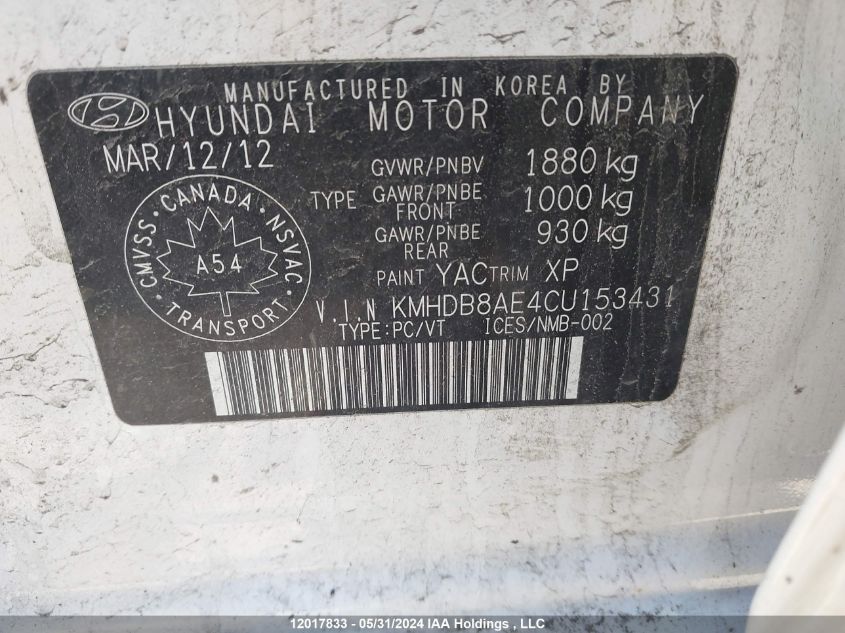 MANUFACTURED IN KOREA BY
HYUNDAI MOTOR COMPANY
MAR/12/12
GVWR/PNBV 1880 kg
TYPE GAWR/PNBE FRONT 1000 kg
GAWR/PNBE REAR 930 kg
PAINT YAC TRIM XP
CMVSS · CANADA · NSVAC
A54
TRANSPORT
V.I.N KMHDB8AE4CU153431
TYPE:PC/VT ICES/NMB-002
12017833 - 05/31/2024 IAA Holdings , LLC